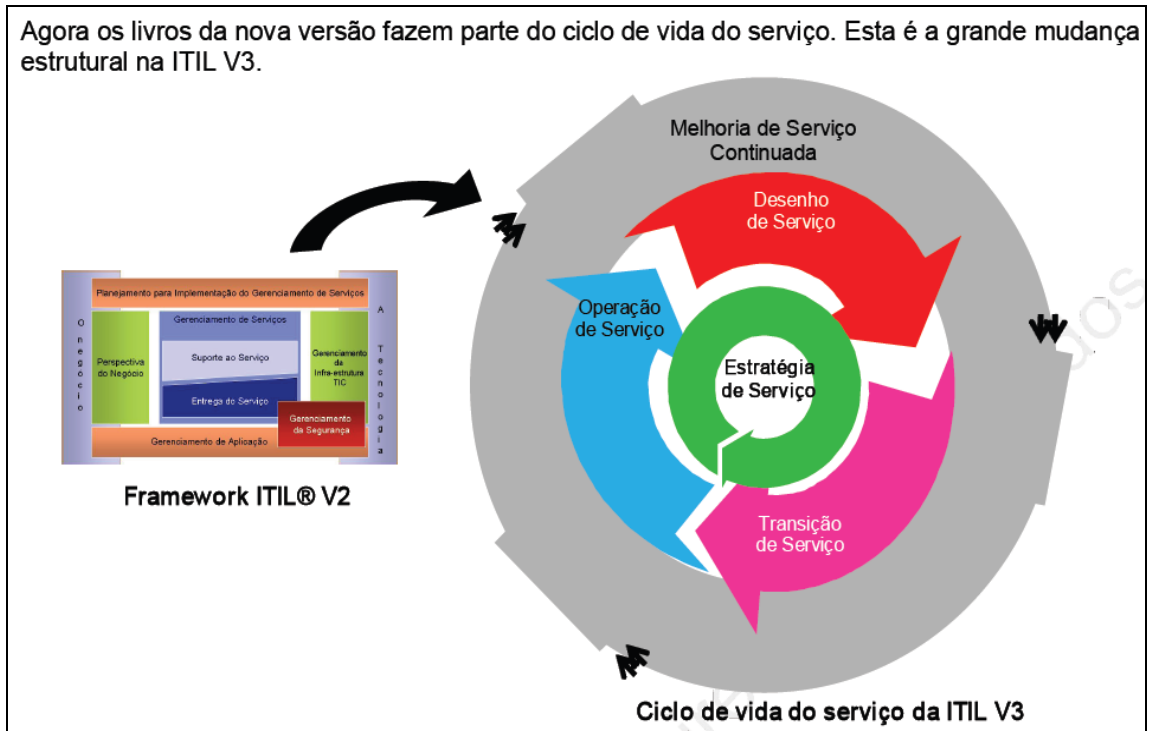 Agora os livros da nova versão fazem parte do ciclo de vida do serviço. Esta é a grande mudança
estrutural na ITIL V3.
Melhoria de Serviço
Continuada
Desenho
de Serviço
Operação
de Serviço
Estratégia
de Serviço
Transição
de Serviço
Planejamento para Implementação do Gerenciamento de Serviços
O negócio
Perspectiva
do Negócio
Gerenciamento de Serviços
Suporte ao Serviço
Entrega do Serviço
Gerenciamento
da
Infra-estrutura
TIC
A Tecnologia
Gerenciamento
da Segurança
Gerenciamento de Aplicação
Framework ITIL® V2
Ciclo de vida do serviço da ITIL V3